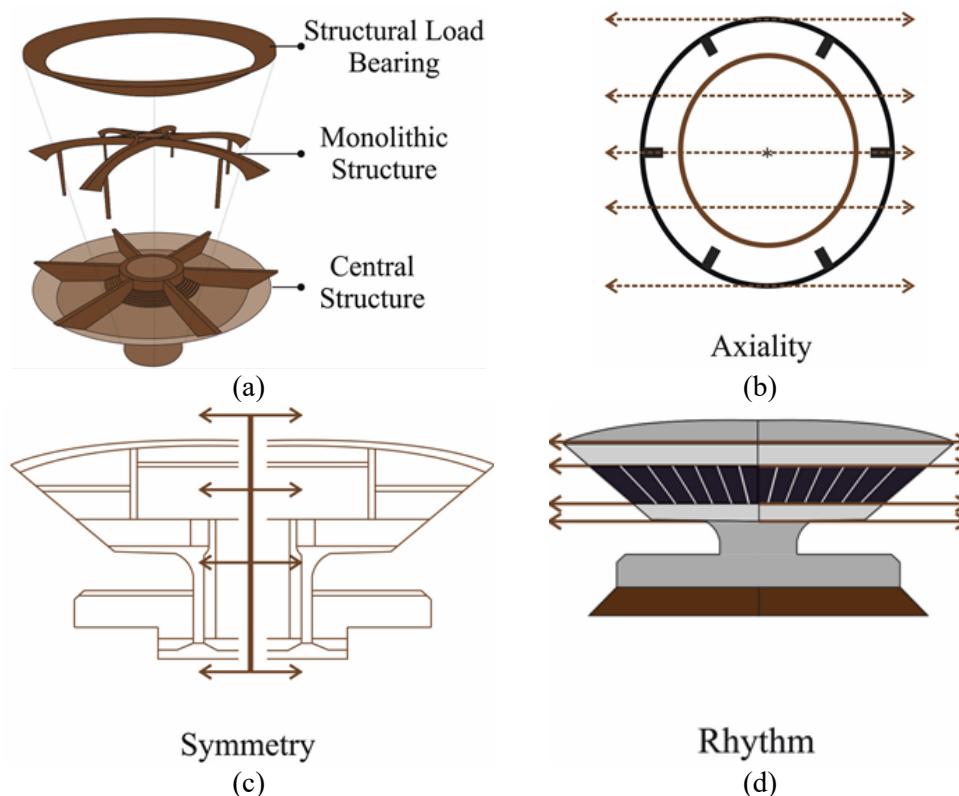 Structural Load
Bearing
Monolithic
Structure
Central
Structure
(a)
*
Axiality
(b)
Symmetry
(c)
Rhythm
(d)